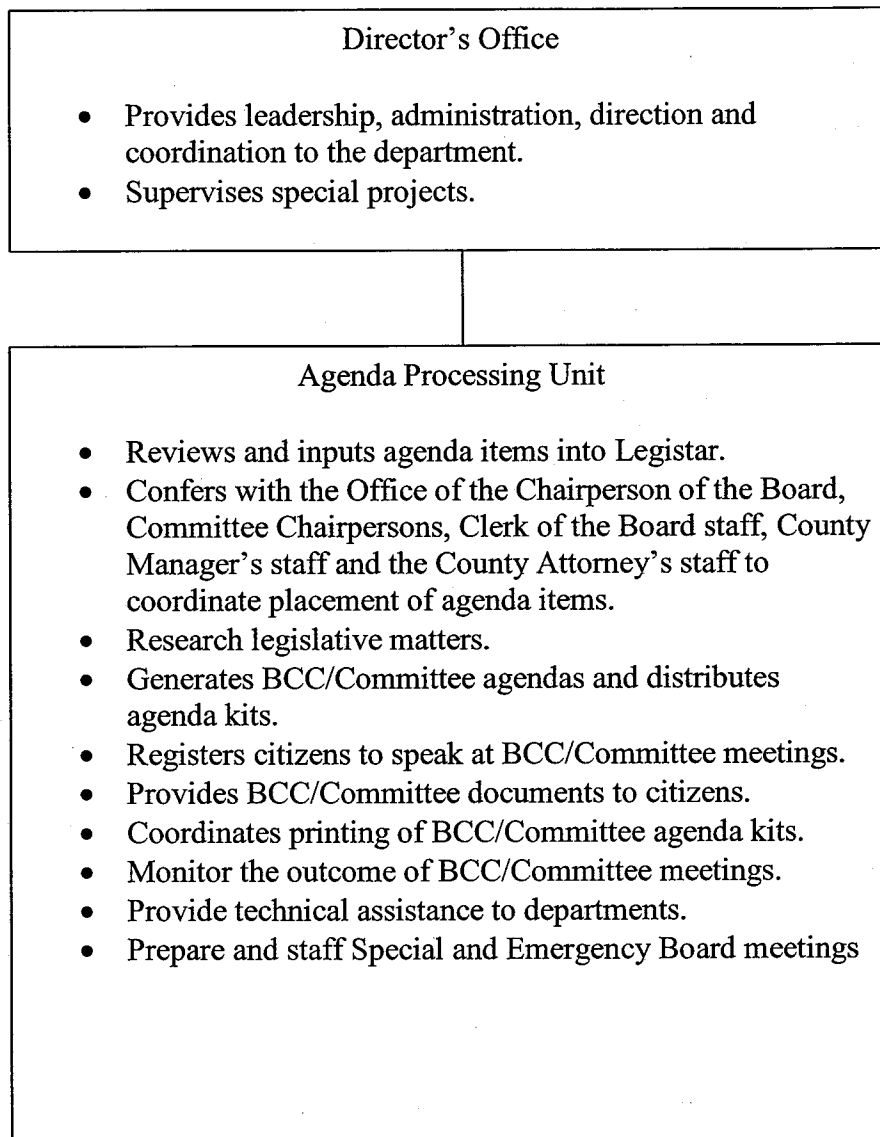 Director's Office
• Provides leadership, administration, direction and
coordination to the department.
• Supervises special projects.
Agenda Processing Unit
• Reviews and inputs agenda items into Legistar.
• Confers with the Office of the Chairperson of the Board,
Committee Chairpersons, Clerk of the Board staff, County
Manager's staff and the County Attorney's staff to
coordinate placement of agenda items.
• Research legislative matters.
• Generates BCC/Committee agendas and distributes
agenda kits.
• Registers citizens to speak at BCC/Committee meetings.
• Provides BCC/Committee documents to citizens.
• Coordinates printing of BCC/Committee agenda kits.
• Monitor the outcome of BCC/Committee meetings.
• Provide technical assistance to departments.
• Prepare and staff Special and Emergency Board meetings